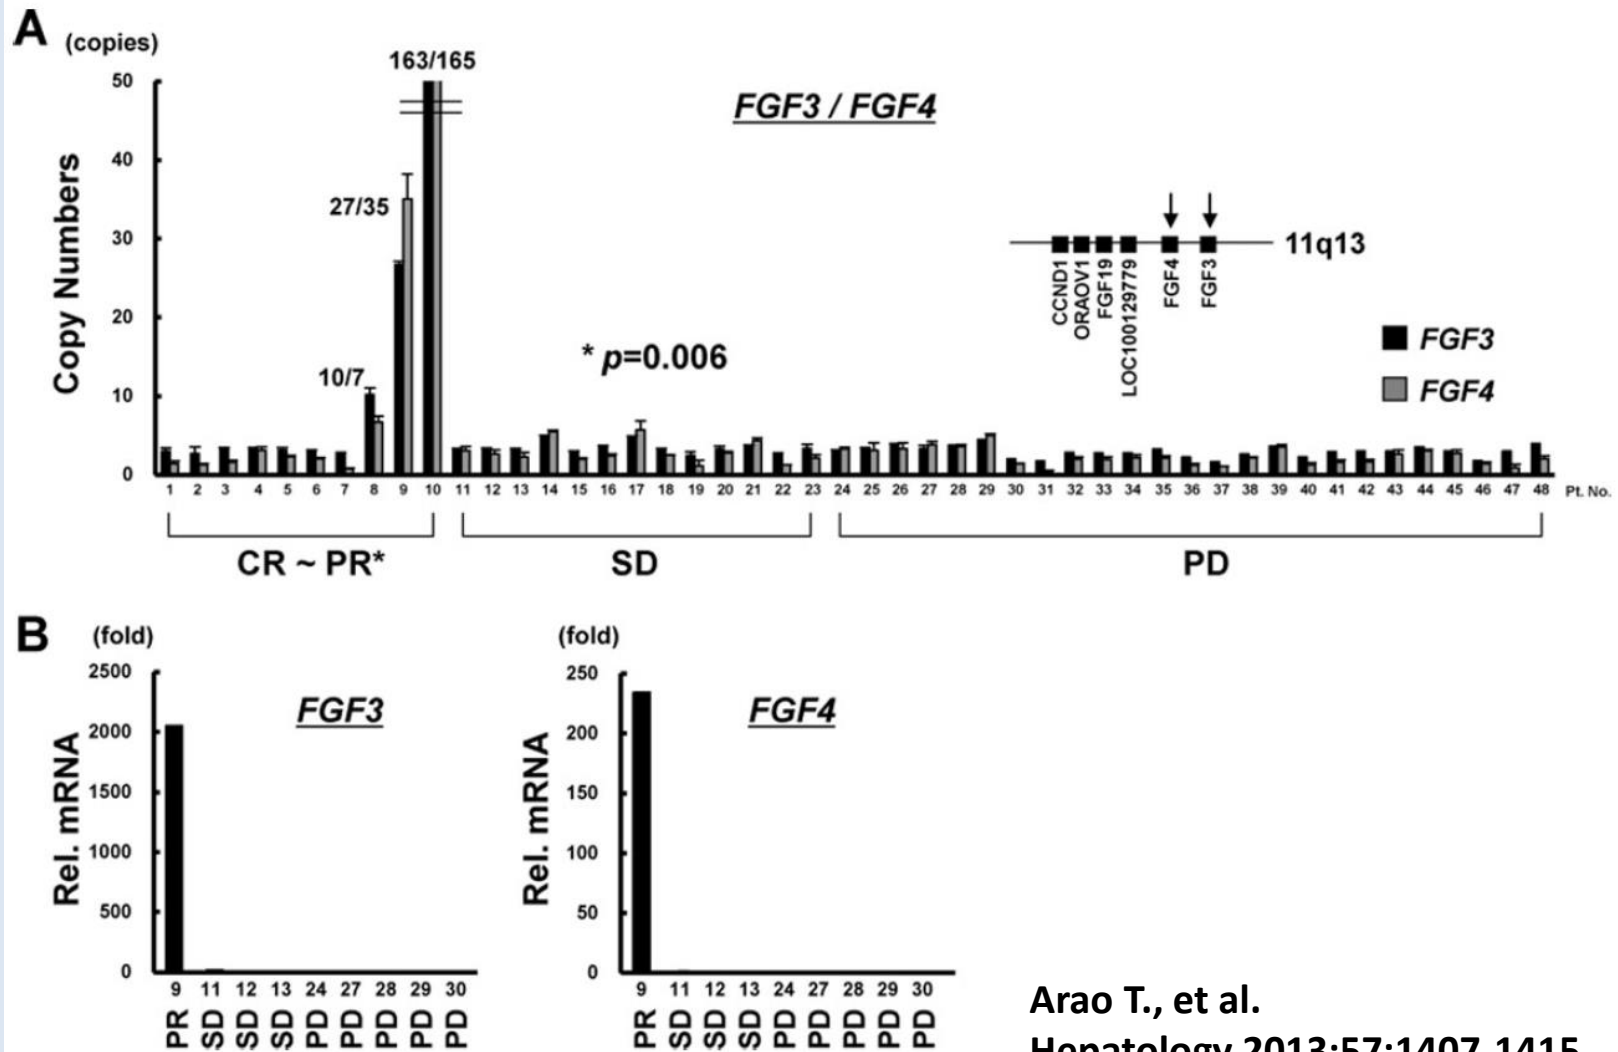 A (copies)
163/165
50
40
30
20
10
0
Copy Numbers
FGF3 / FGF4
27/35
10/7
* p=0.006
11q13
CCND1
ORAOV1
FGF19
LOC100129779
FGF4
FGF3
FGF3
FGF4
1 2 3 4 5 6 7 8 9 10 11 12 13 14 15 16 17 18 19 20 21 22 23 24 25 26 27 28 29 30 31 32 33 34 35 36 37 38 39 40 41 42 43 44 45 46 47 48 Pt. No.
CR ~ PR* SD PD
B (fold)
2500
2000
1500
1000
500
0
Rel. mRNA
FGF3
9 11 12 13 24 27 28 29 30
PR SD SD SD PD PD PD PD PD
(fold)
250
200
150
100
50
0
Rel. mRNA
FGF4
9 11 12 13 24 27 28 29 30
PR SD SD SD PD PD PD PD PD
Arao T., et al.
Hepatology 2013;57:1407-1415